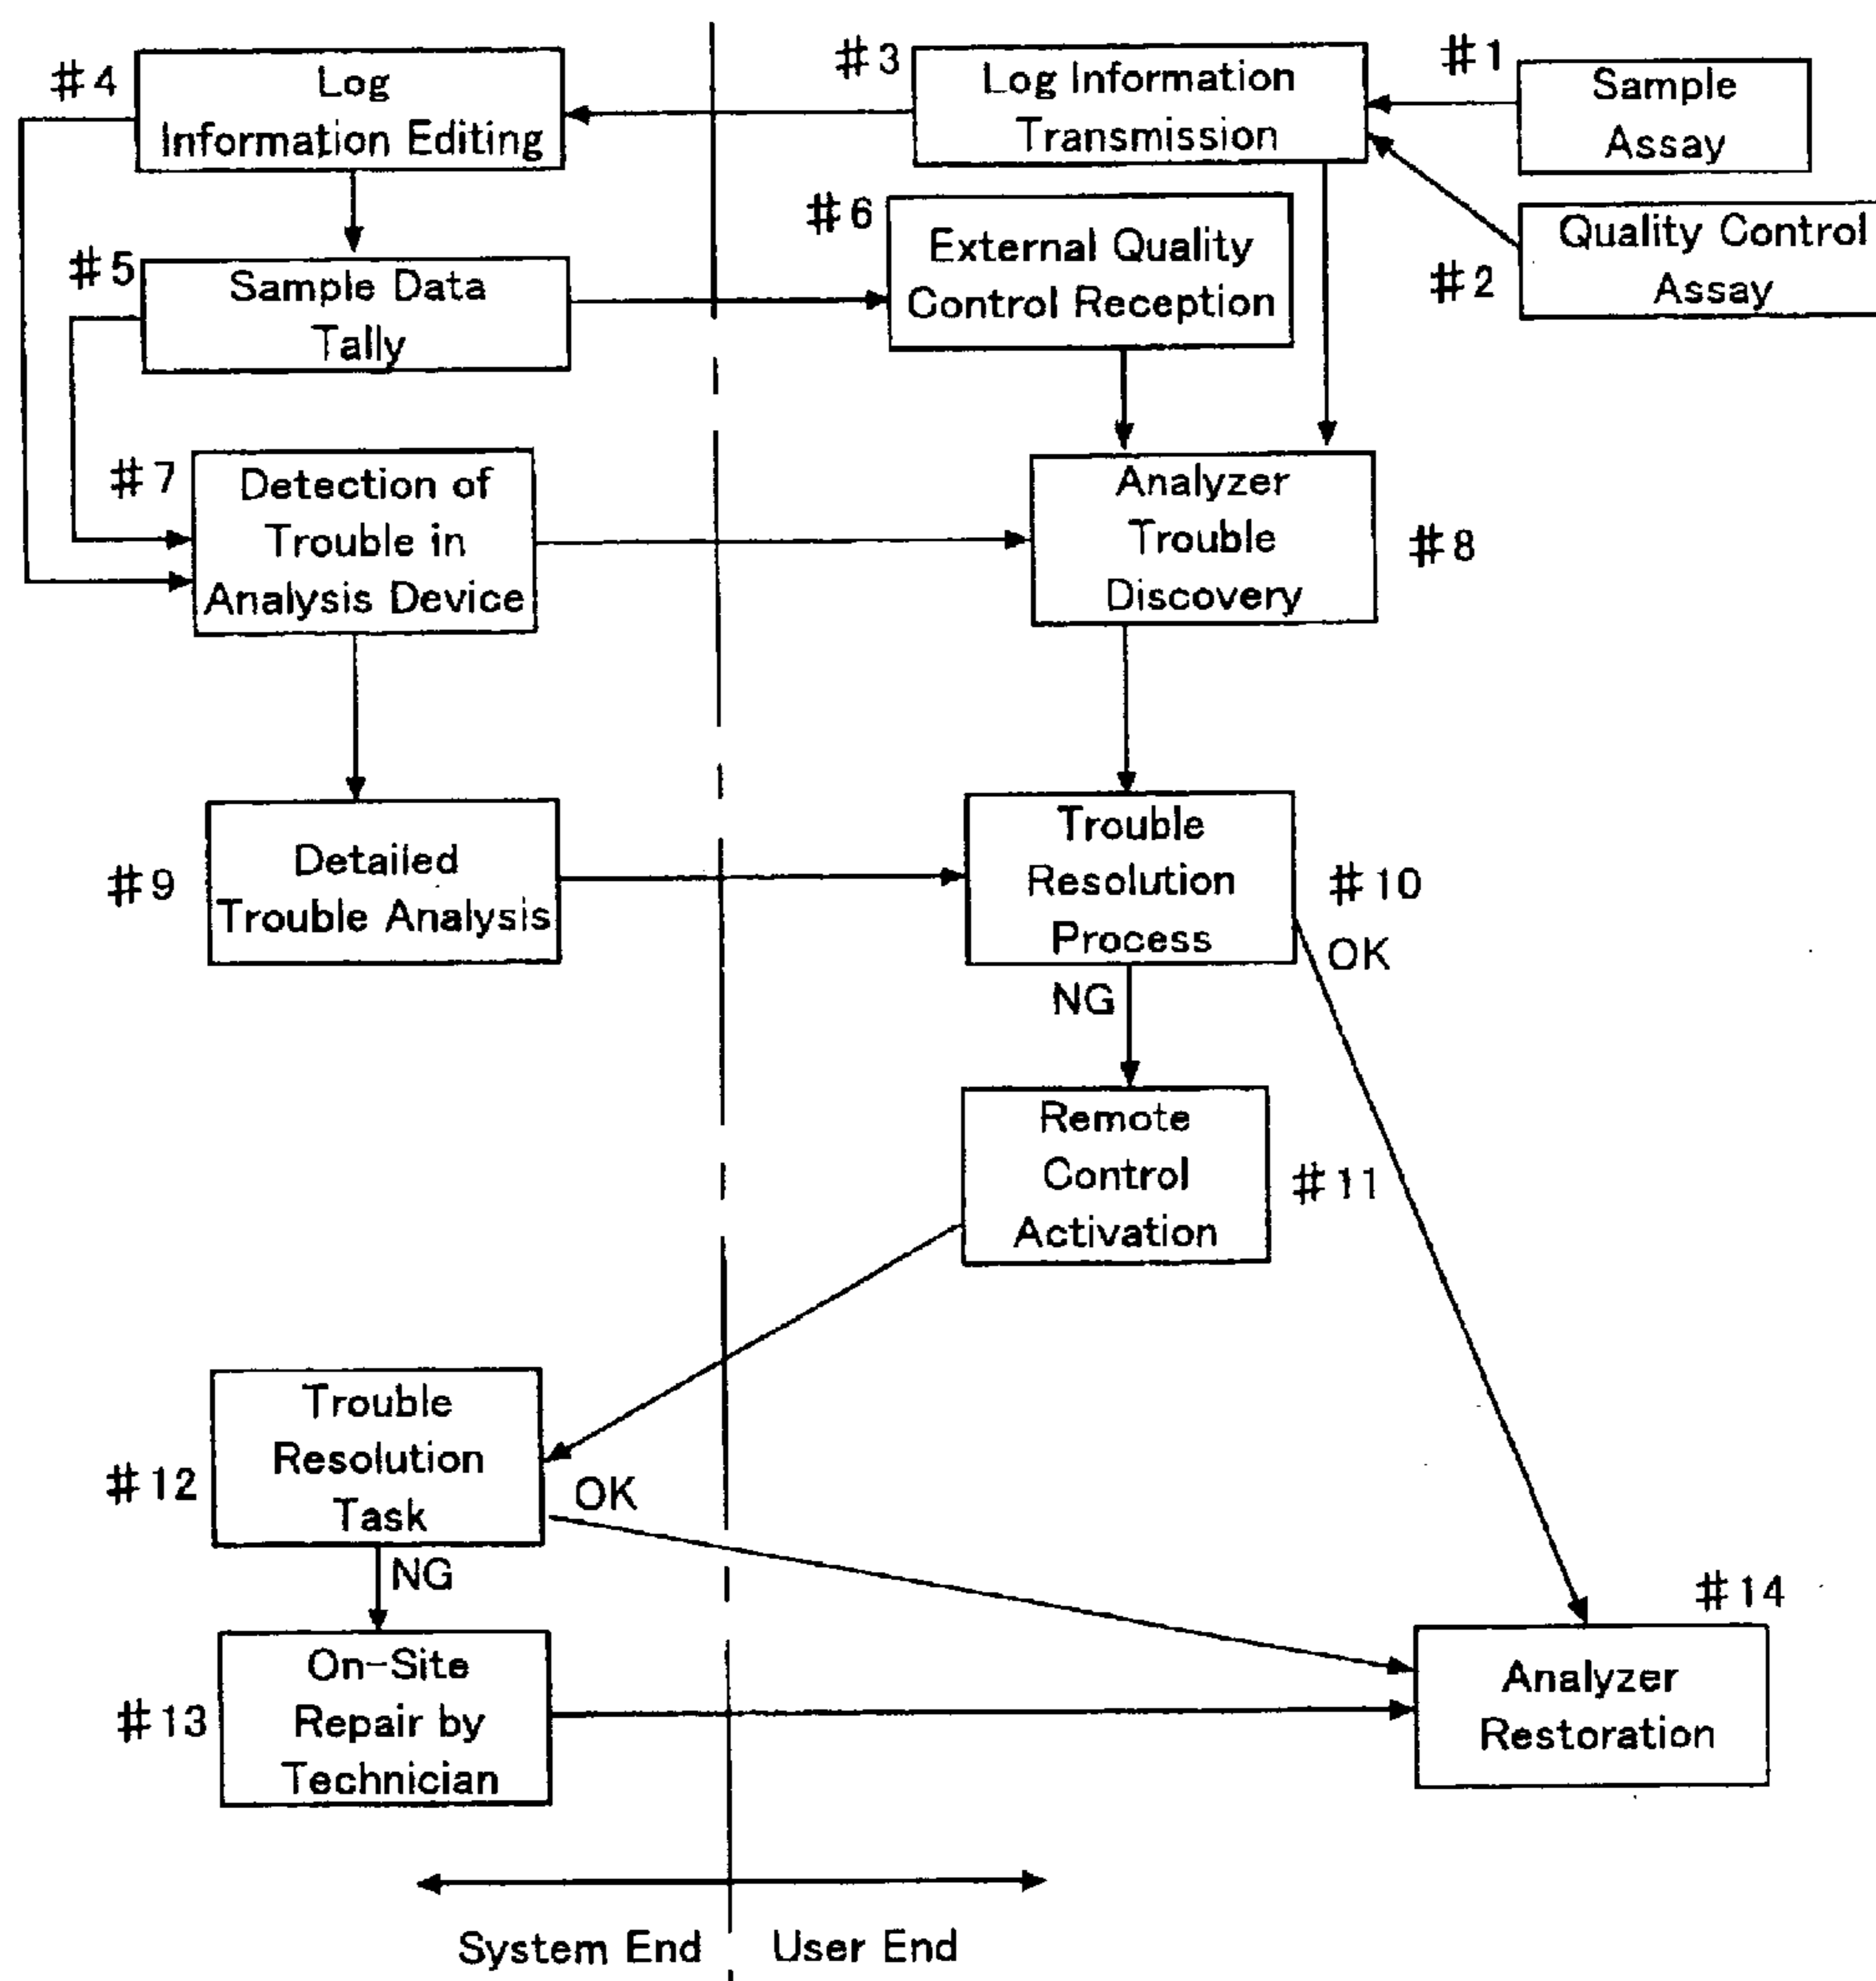 #4
Log
Information Editing
#3
Log Information
Transmission
#1
Sample
Assay
#2
Quality Control
Assay
#5
Sample Data
Tally
#6
External Quality
Control Reception
#7
Detection of
Trouble in
Analysis Device
Analyzer
Trouble
Discovery
#8
#9
Detailed
Trouble Analysis
Trouble
Resolution
Process
#10
OK
NG
Remote
Control
Activation
#11
#12
Trouble
Resolution
Task
OK
NG
#13
On-Site
Repair by
Technician
#14
Analyzer
Restoration
System End
User End